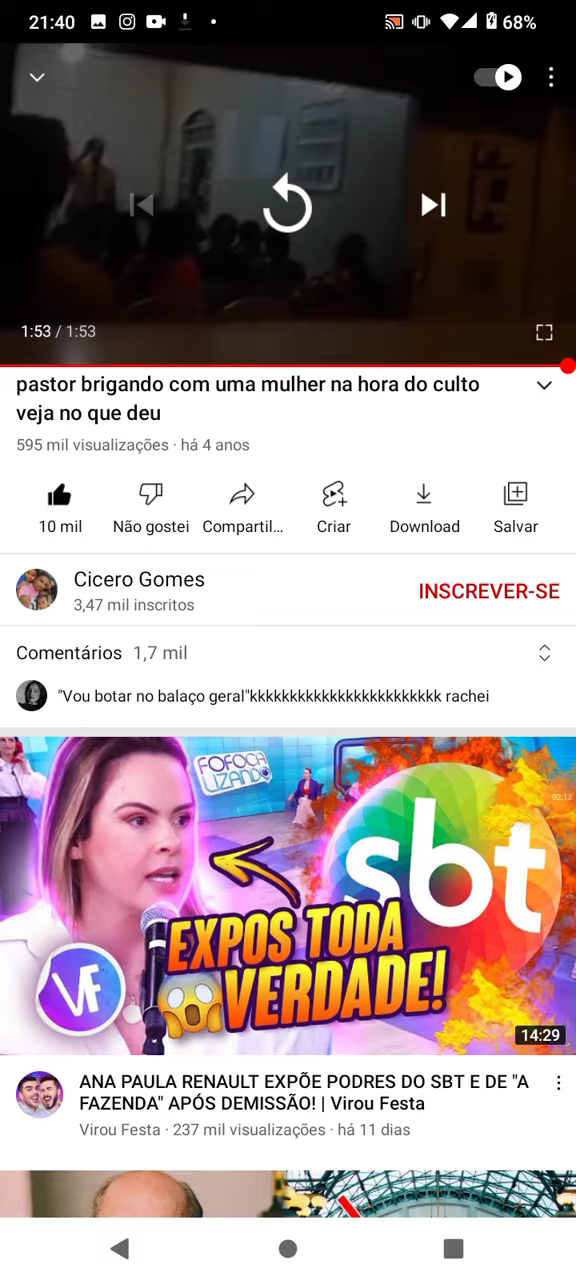 21:40
68%
1:53 / 1:53
pastor brigando com uma mulher na hora do culto
veja no que deu
595 mil visualizações · há 4 anos
10 mil
Não gostei
Compartil...
Criar
Download
Salvar
Cicero Gomes
3,47 mil inscritos
INSCREVER-SE
Comentários 1,7 mil
"Vou botar no balaço geral"kkkkkkkkkkkkkkkkkkkkkkkk rachei
FOFOCA
LIZANDO
02:13
sbt
EXPOS TODA
VERDADE!
VF
14:29
ANA PAULA RENAULT EXPÕE PODRES DO SBT E DE "A
FAZENDA" APÓS DEMISSÃO! | Virou Festa
Virou Festa · 237 mil visualizações · há 11 dias